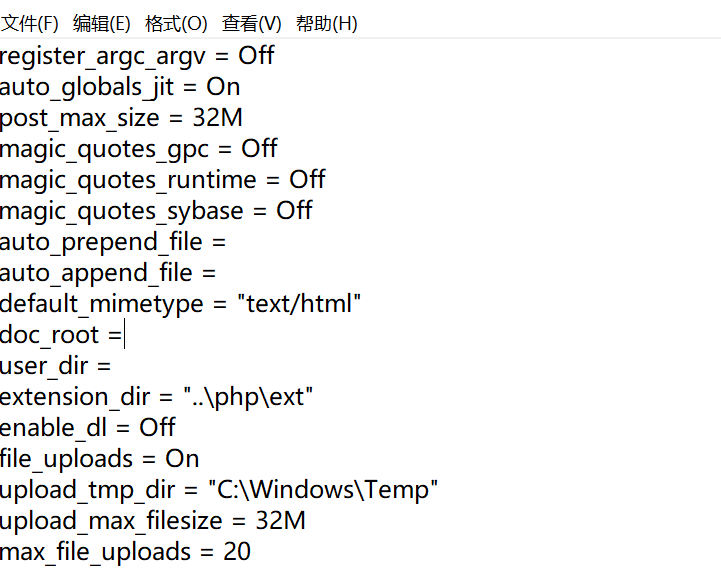 文件(F) 编辑(E) 格式(O) 查看(V) 帮助(H)
register_argc_argv = Off
auto_globals_jit = On
post_max_size = 32M
magic_quotes_gpc = Off
magic_quotes_runtime = Off
magic_quotes_sybase = Off
auto_prepend_file =
auto_append_file =
default_mimetype = "text/html"
doc_root =
user_dir =
extension_dir = "..\php\ext"
enable_dl = Off
file_uploads = On
upload_tmp_dir = "C:\Windows\Temp"
upload_max_filesize = 32M
max_file_uploads = 20